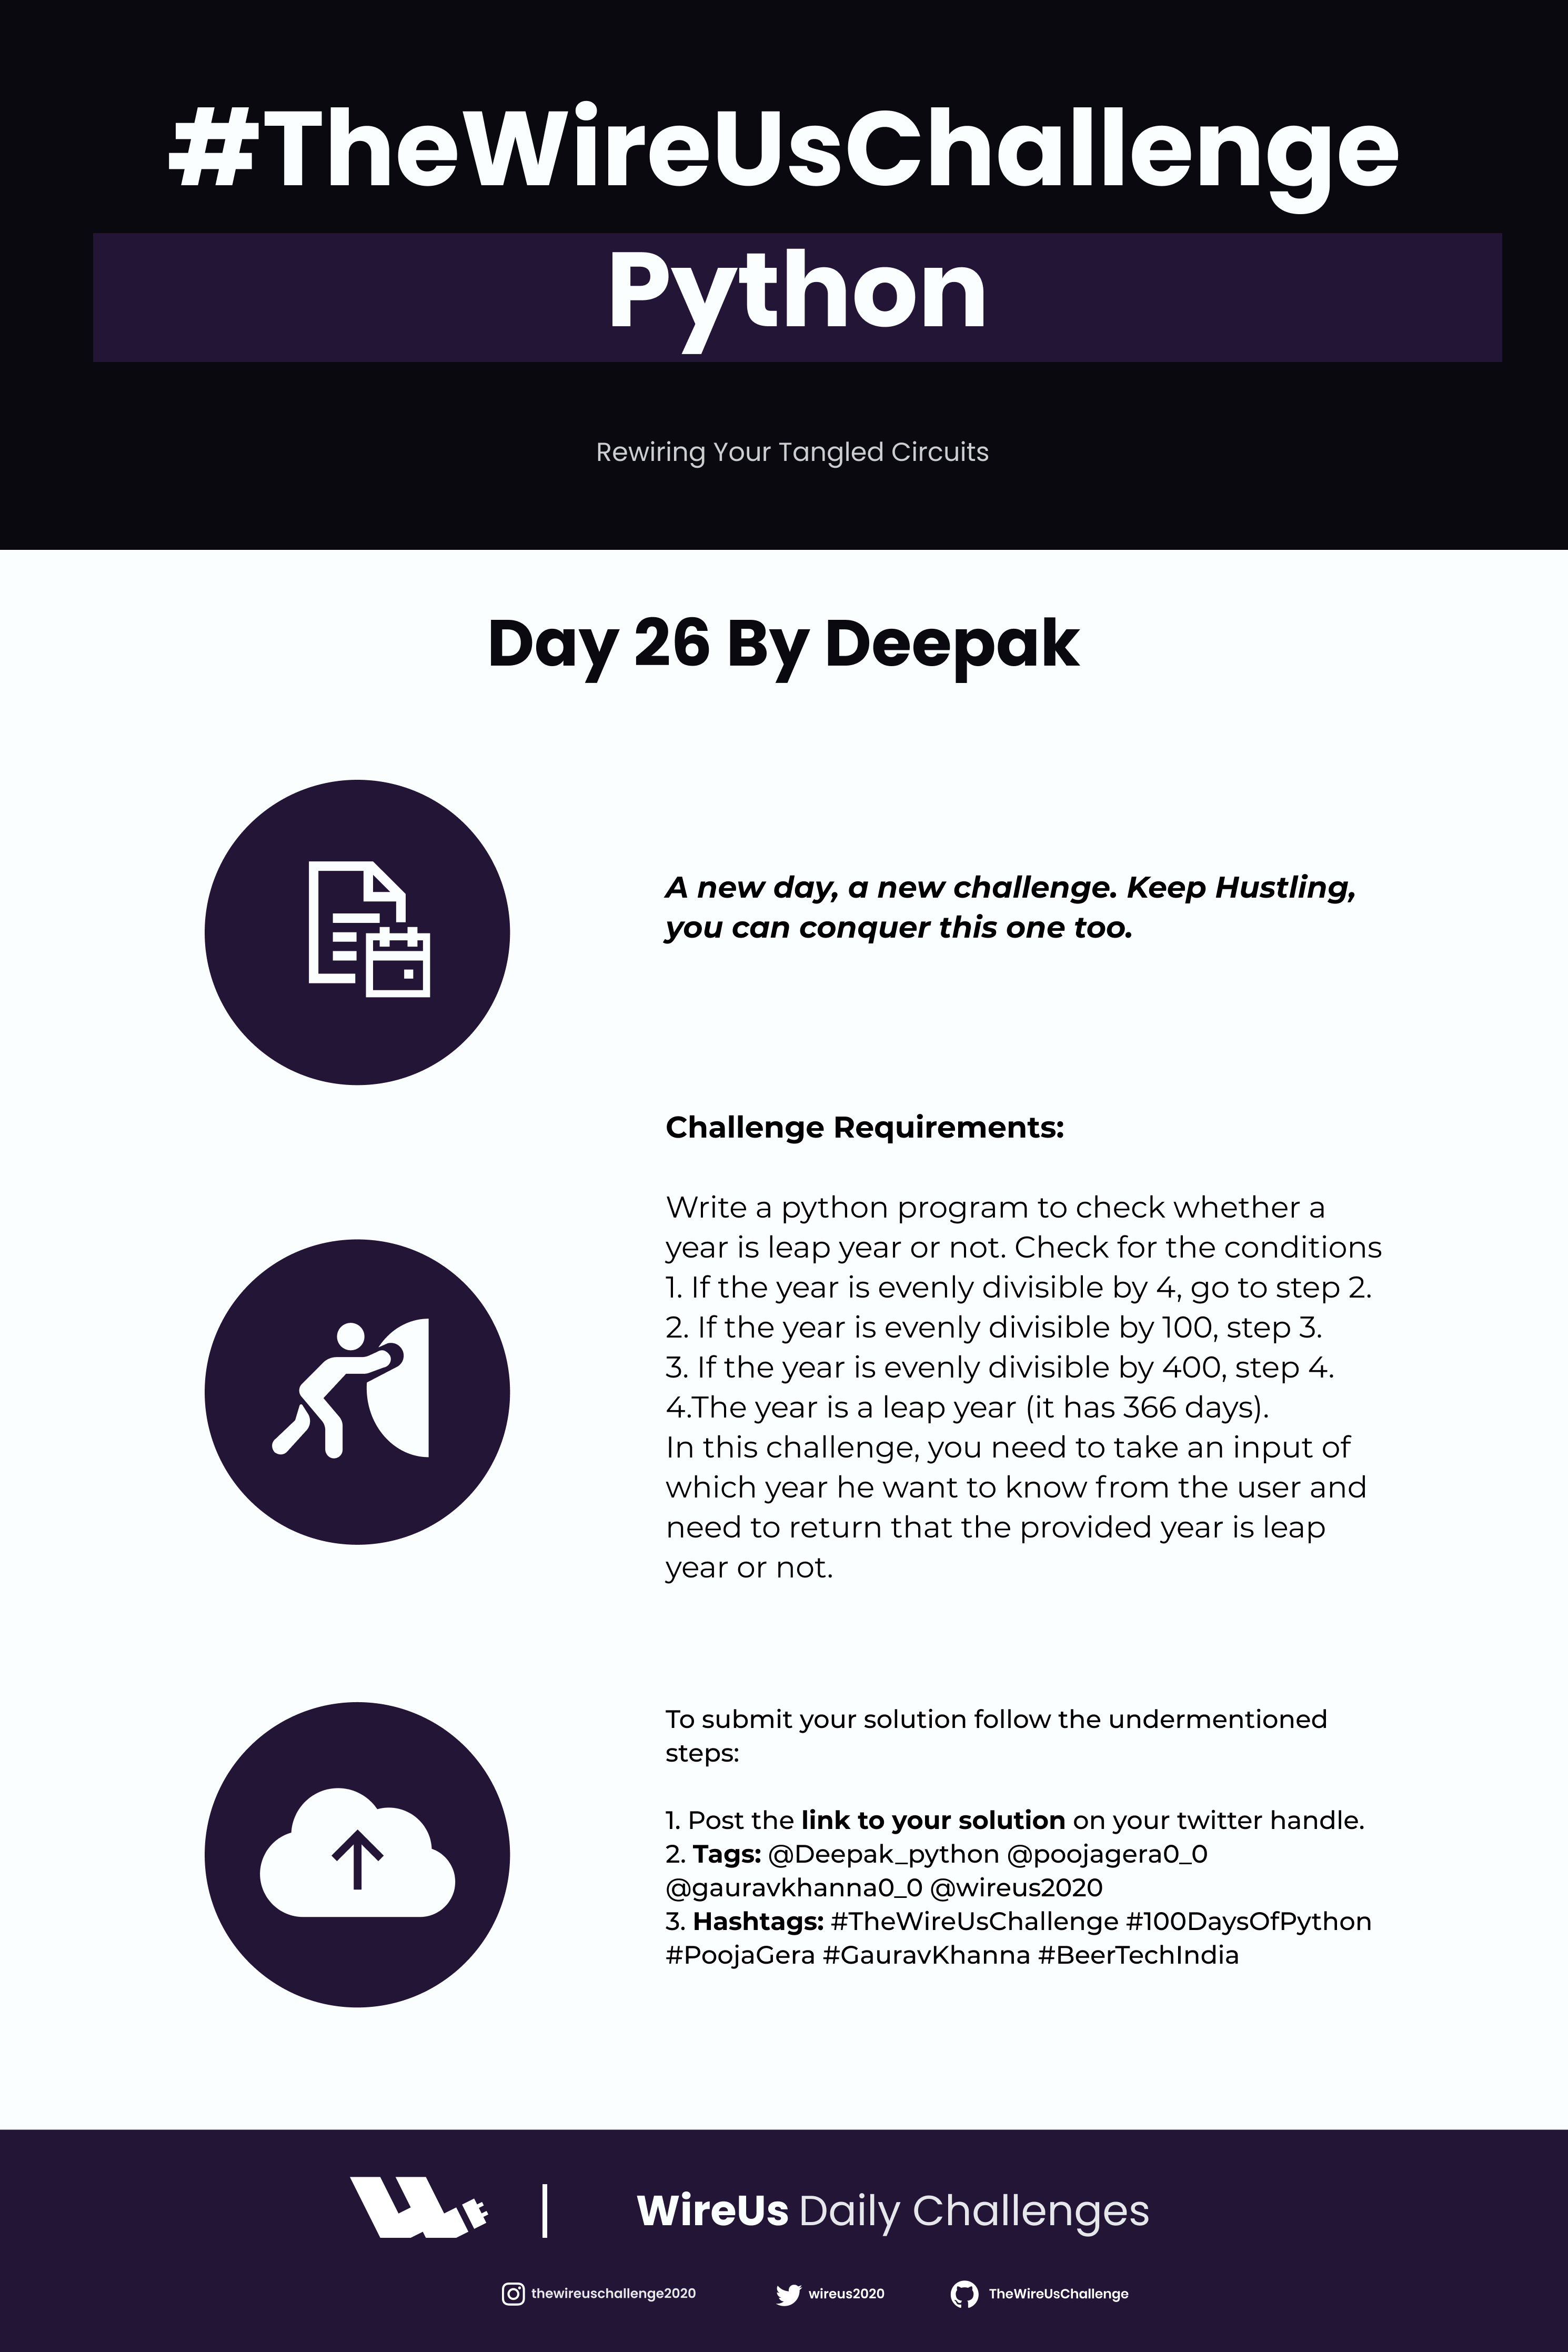 #TheWireUsChallenge
Python
Rewiring Your Tangled Circuits
Day 26 By Deepak
A new day, a new challenge. Keep Hustling,
you can conquer this one too.
Challenge Requirements:
Write a python program to check whether a
year is leap year or not. Check for the conditions
1. If the year is evenly divisible by 4, go to step 2.
2. If the year is evenly divisible by 100, step 3.
3. If the year is evenly divisible by 400, step 4.
4.The year is a leap year (it has 366 days).
In this challenge, you need to take an input of
which year he want to know from the user and
need to return that the provided year is leap
year or not.
To submit your solution follow the undermentioned
steps:
1. Post the link to your solution on your twitter handle.
2. Tags: @Deepak_python @poojagera0_0
@gauravkhanna0_0 @wireus2020
3. Hashtags: #TheWireUsChallenge #100DaysOfPython
#PoojaGera #GauravKhanna #BeerTechIndia
WireUs Daily Challenges
thewireuschallenge2020 wireus2020 TheWireUsChallenge